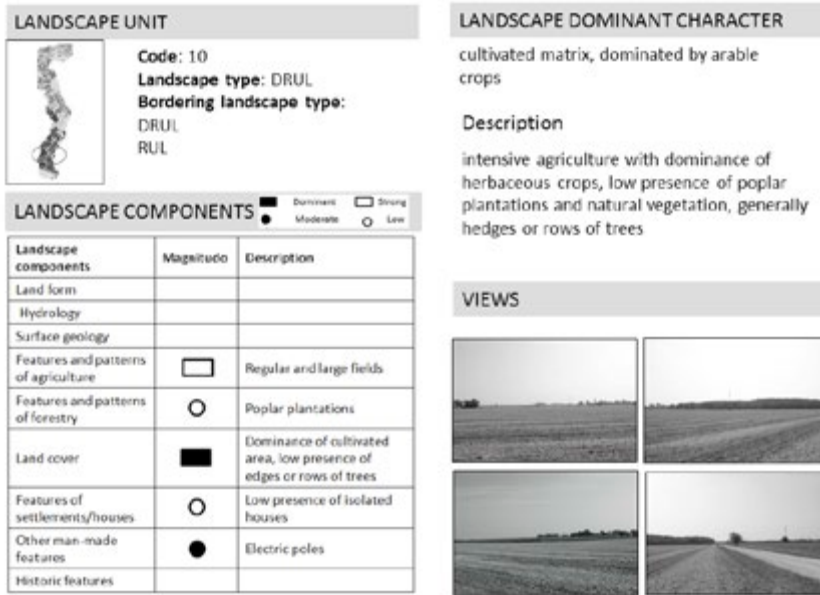 LANDSCAPE UNIT
Code: 10
Landscape type: DRUL
Bordering landscape type:
DRUL
RUL
LANDSCAPE COMPONENTS
Dominant Strong
Moderate Low
Landscape components Magnitudo Description
Land form
Hydrology
Surface geology
Features and patterns
of agriculture
Regular and large fields
Features and patterns
of forestry
Poplar plantations
Land cover
Dominance of cultivated
area, low presence of
edges or rows of trees
Features of
settlements/houses
Low presence of isolated
houses
Other man-made
features
Electric poles
Historic features
LANDSCAPE DOMINANT CHARACTER
cultivated matrix, dominated by arable
crops
Description
intensive agriculture with dominance of
herbaceous crops, low presence of poplar
plantations and natural vegetation, generally
hedges or rows of trees
VIEWS